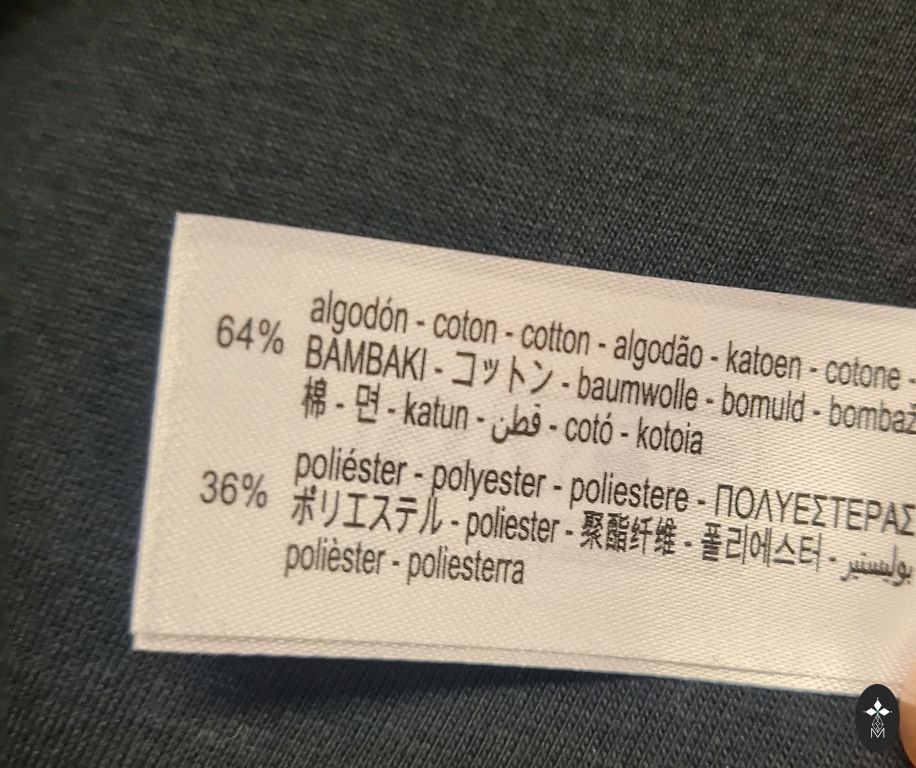 64% algodón - coton - cotton - algodão - katoen - cotone -
BAMBAKI - コットン - baumwolle - bomuld - bombaž
棉 - 면 - katun - قطن - cotó - kotoia
36% poliéster - polyester - poliestere - ΠΟΛΥΕΣΤΕΡΑΣ
ポリエステル - poliester - 聚酯纤维 - 폴리에스터 - بوليستير
polièster - poliesterra
M